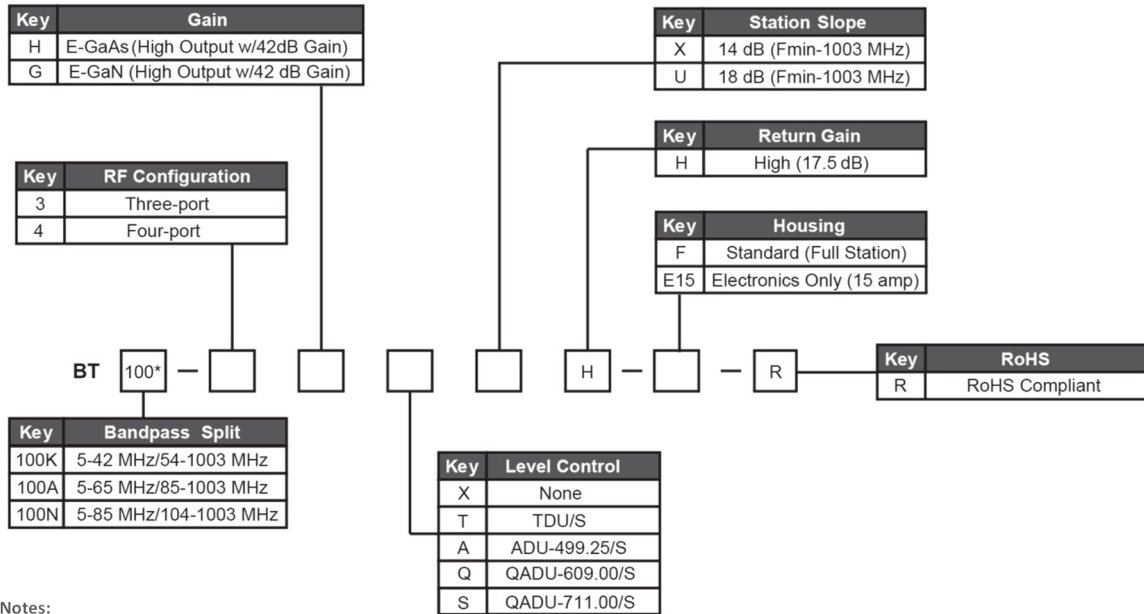 Key Gain
H E-GaAs (High Output w/42dB Gain)
G E-GaN (High Output w/42 dB Gain)
Key Station Slope
X 14 dB (Fmin-1003 MHz)
U 18 dB (Fmin-1003 MHz)
Key Return Gain
H High (17.5 dB)
Key RF Configuration
3 Three-port
4 Four-port
Key Housing
F Standard (Full Station)
E15 Electronics Only (15 amp)
BT 100* – – H – – R
Key RoHS
R RoHS Compliant
Key Bandpass Split
100K 5-42 MHz/54-1003 MHz
100A 5-65 MHz/85-1003 MHz
100N 5-85 MHz/104-1003 MHz
Key Level Control
X None
T TDU/S
A ADU-499.25/S
Q QADU-609.00/S
S QADU-711.00/S
Notes: